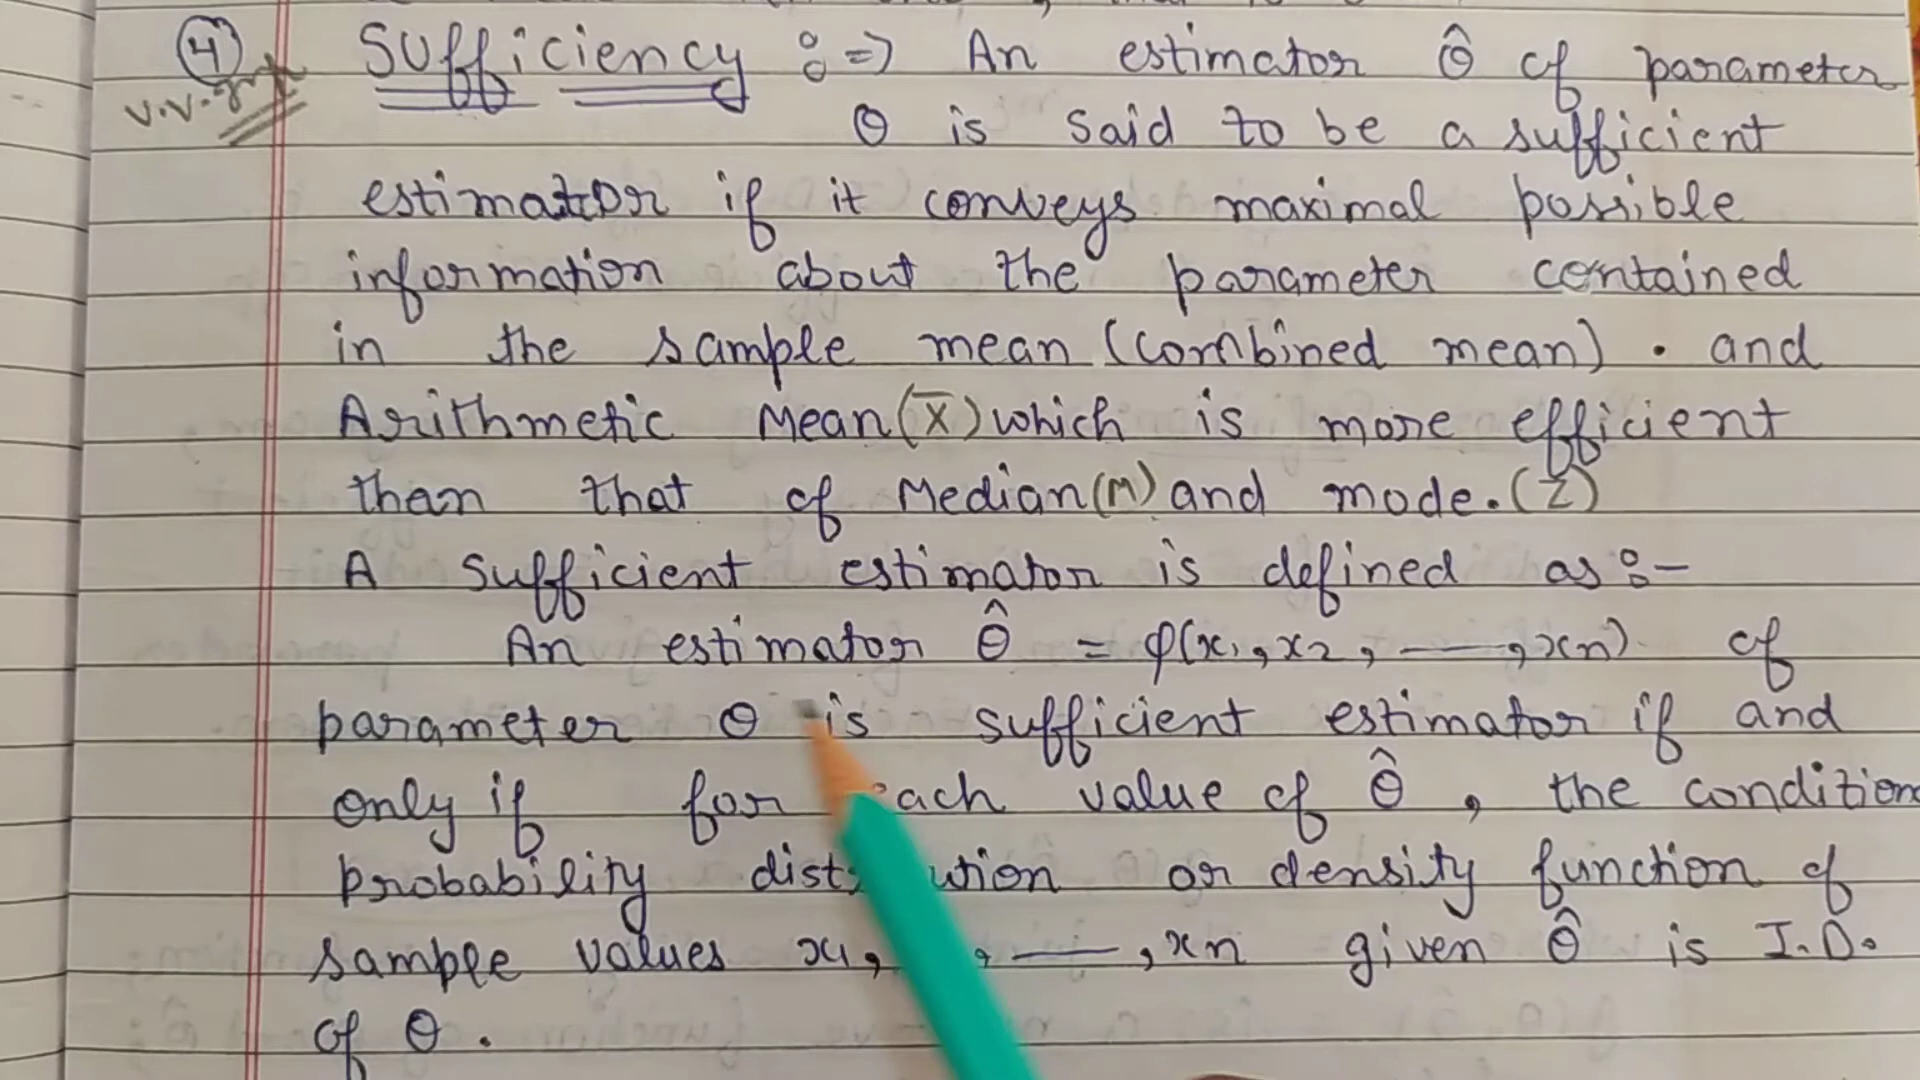 ④ Sufficiency :=> An estimator θ̂ of parameter
v.v.Imp
θ is said to be a sufficient
estimator if it conveys maximal possible
information about the parameter contained
in the sample mean (combined mean) . and
Arithmetic Mean(X̅) which is more efficient
than that of Median(M) and mode.(Z)
A sufficient estimator is defined as:-
An estimator θ̂ = φ(x1, x2, ——, xn) of
parameter θ is sufficient estimator if and
only if for each value of θ̂, the condition
probability distribution or density function of
sample values x1, , ——, xn given θ̂ is I.D.
of θ .